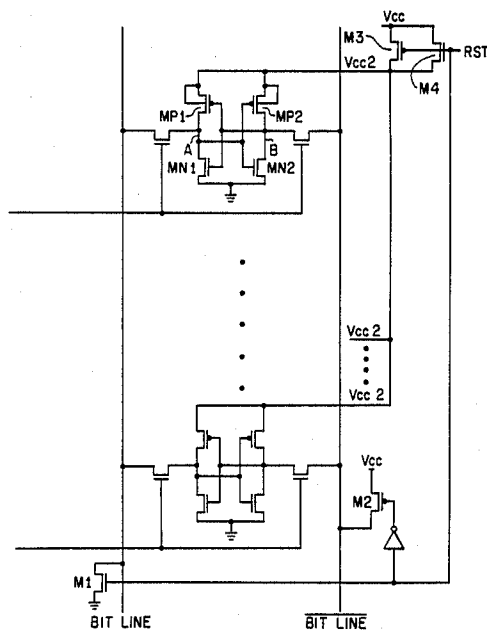 Vcc
M3
RST
Vcc2
M4
MP1
MP2
A
B
MN1
MN2
Vcc 2
Vcc 2
Vcc
M2
M1
BIT LINE
BIT LINE